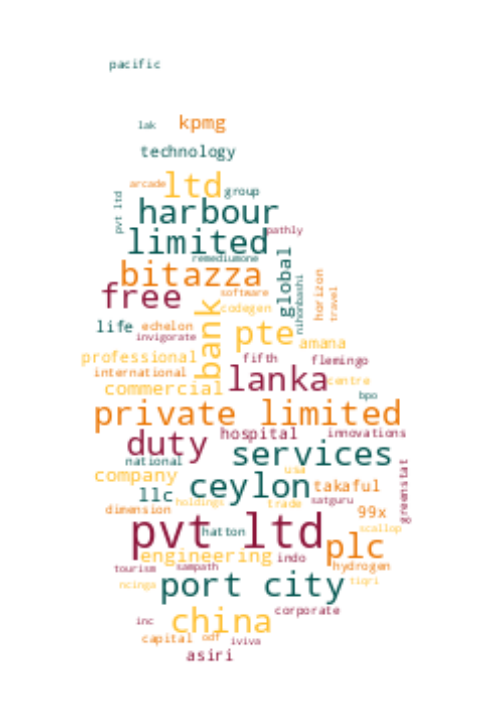 pacific
lak
kpmg
technology
arcade
ltd
group
pvt ltd
harbour
limited
pathly
remediumone
bitazza
global
nihonbashi
horizon
travel
free
software
codegen
bank
life
echelon
invigorate
pte
amana
professional
fifth
flemingo
international
lanka
centre
commercial
bpo
private limited
duty
hospital
innovations
services
national
usa
company
ceylon
takaful
greenstat
llc
holdings
trade
satguru
dimension
99x
pvt ltd
hatton
scallop
engineering
indo
plc
tourism
sampath
hydrogen
ncinga
port city
tiqri
china
corporate
inc
capital
odf
iviva
asiri